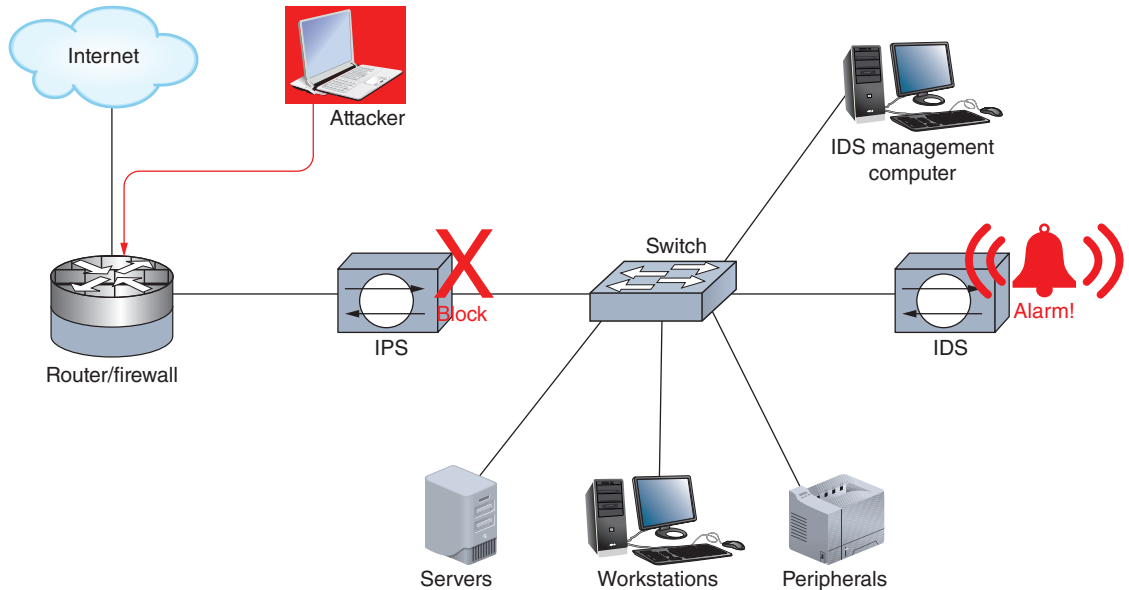 Internet
Attacker
IDS management
computer
Switch
Block
Alarm!
IPS
IDS
Router/firewall
Servers
Workstations
Peripherals